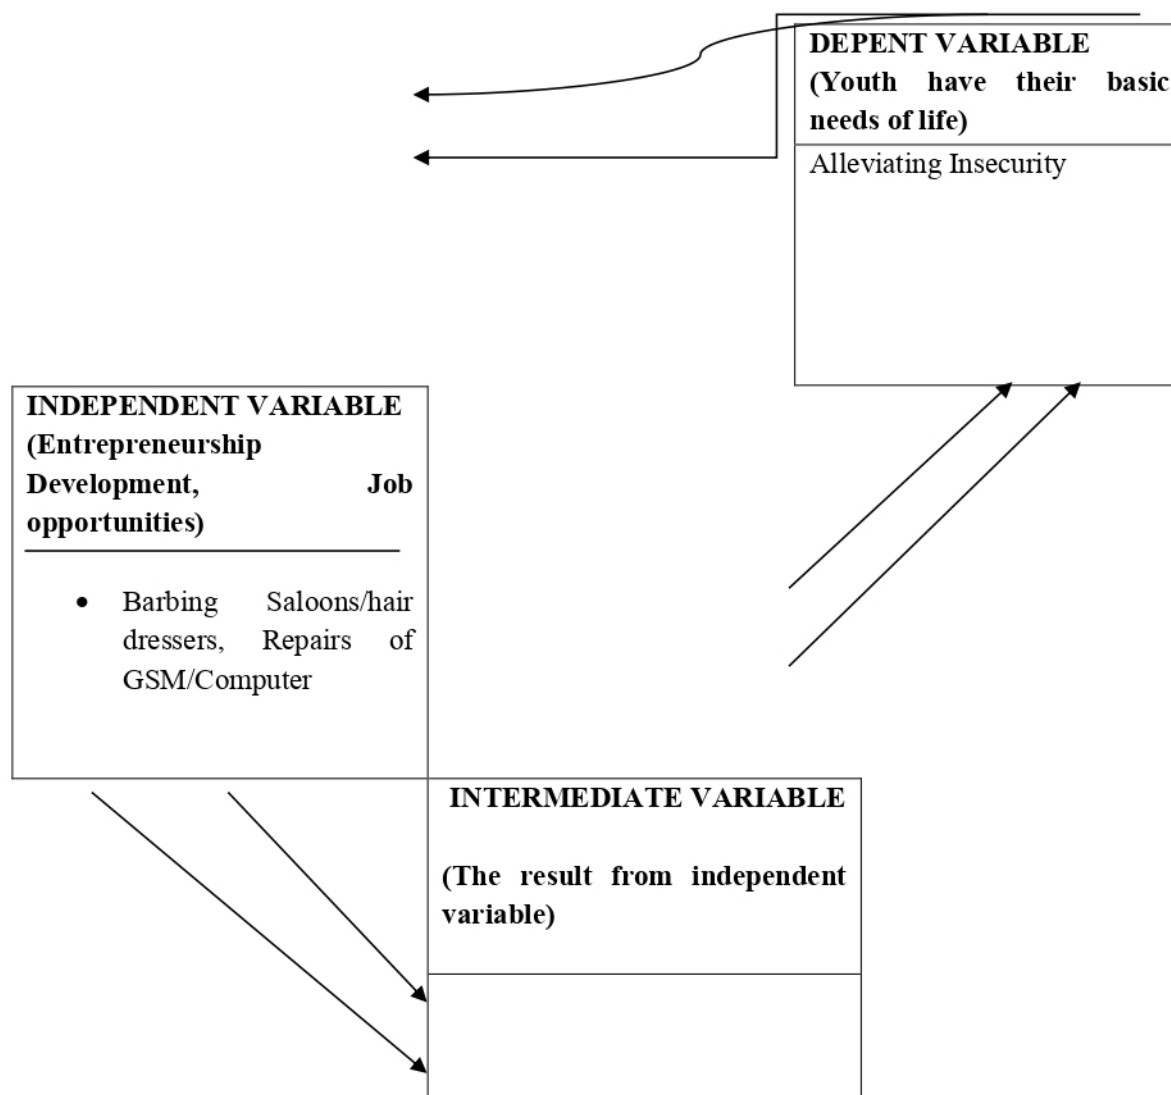 DEPENT VARIABLE
(Youth have their basic
needs of life)
Alleviating Insecurity
INDEPENDENT VARIABLE
(Entrepreneurship
Development, Job
opportunities)
• Barbing Saloons/hair
dressers, Repairs of
GSM/Computer
INTERMEDIATE VARIABLE
(The result from independent
variable)